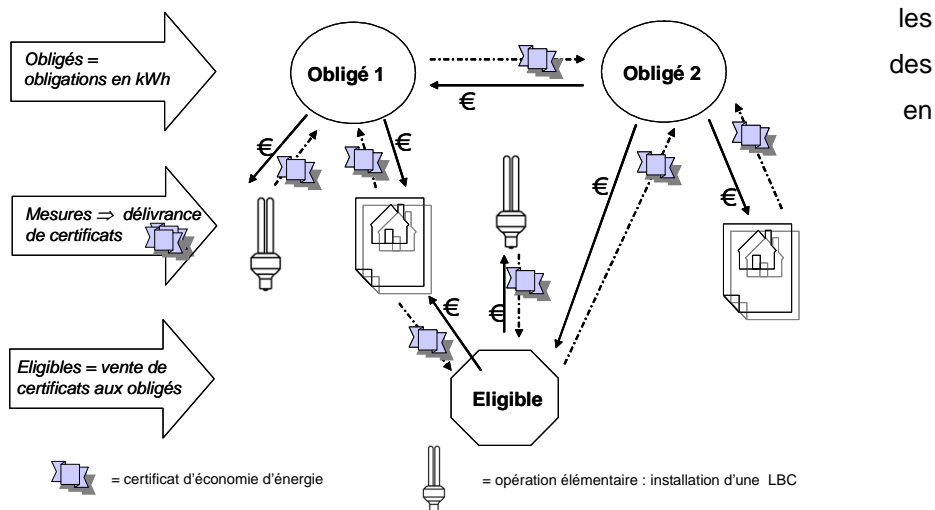 les
des
en
Obligés =
obligations en kWh
Obligé 1
Obligé 2
€
€
€
€
€
Mesures ⇒ délivrance
de certificats
€
€
€
Eligibles = vente de
certificats aux obligés
Eligible
= certificat d'économie d'énergie
= opération élémentaire : installation d'une LBC